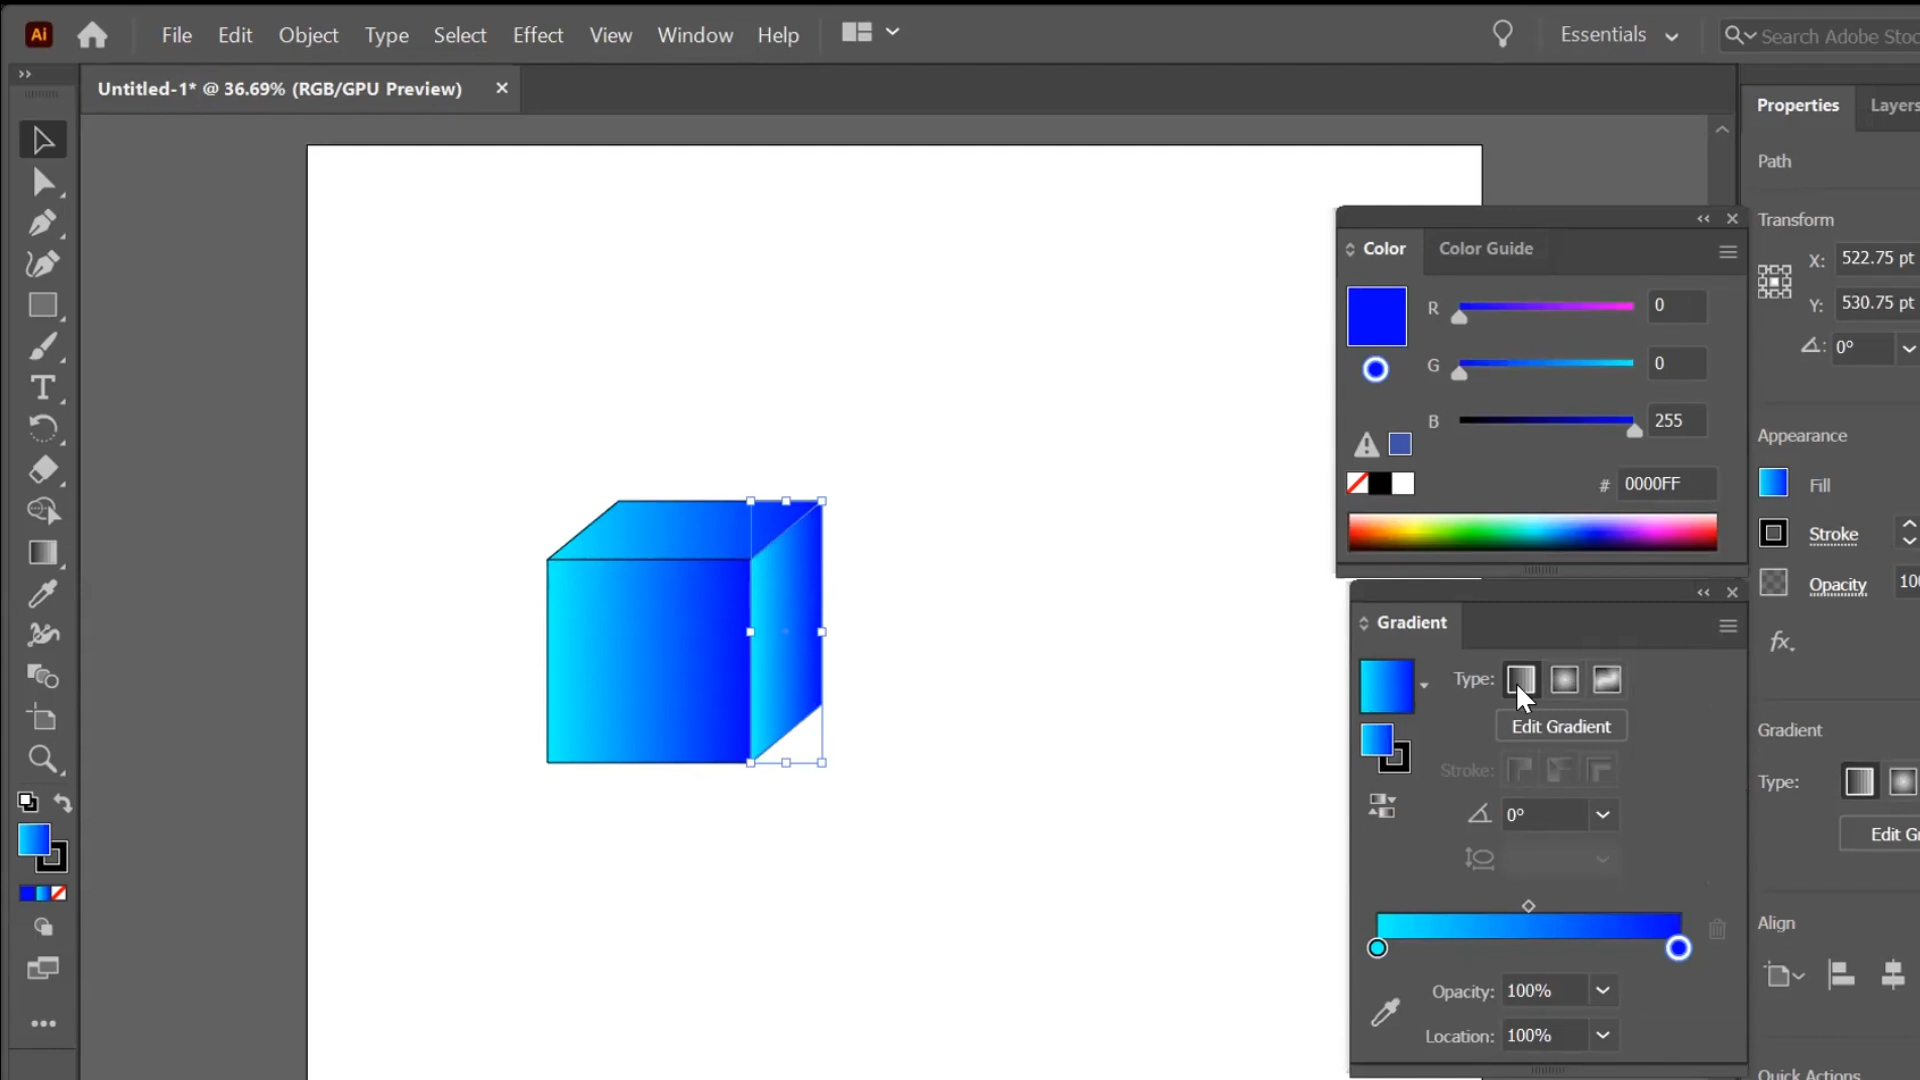 Ai File Edit Object Type Select Effect View Window Help Essentials Search Adobe Stoc
Untitled-1* @ 36.69% (RGB/GPU Preview)
Properties Layers
Path
Transform
X: 522.75 pt
Y: 530.75 pt
0°
Appearance
Fill
Stroke
Opacity 100
fx.
Gradient
Type:
Edit Gr
Align
Quick Actions
Color Color Guide
R 0
G 0
B 255
# 0000FF
Gradient
Type:
Edit Gradient
Stroke:
0°
Opacity: 100%
Location: 100%